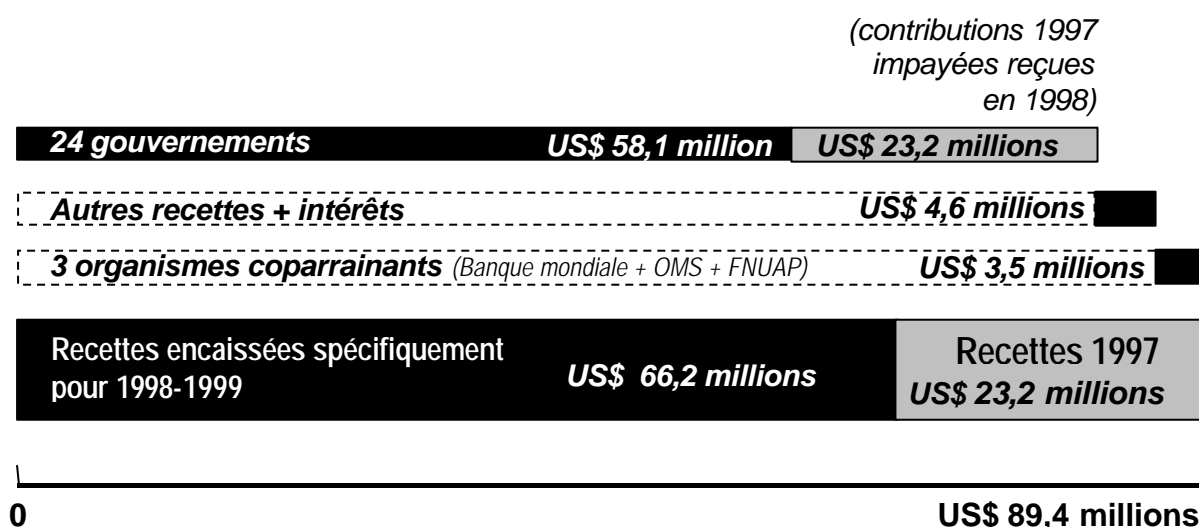 (contributions 1997
impayées reçues
en 1998)
24 gouvernements US$ 58,1 million US$ 23,2 millions
Autres recettes + intérêts US$ 4,6 millions
3 organismes coparrainants (Banque mondiale + OMS + FNUAP) US$ 3,5 millions
Recettes encaissées spécifiquement
pour 1998-1999
US$ 66,2 millions
Recettes 1997
US$ 23,2 millions
0 US$ 89,4 millions